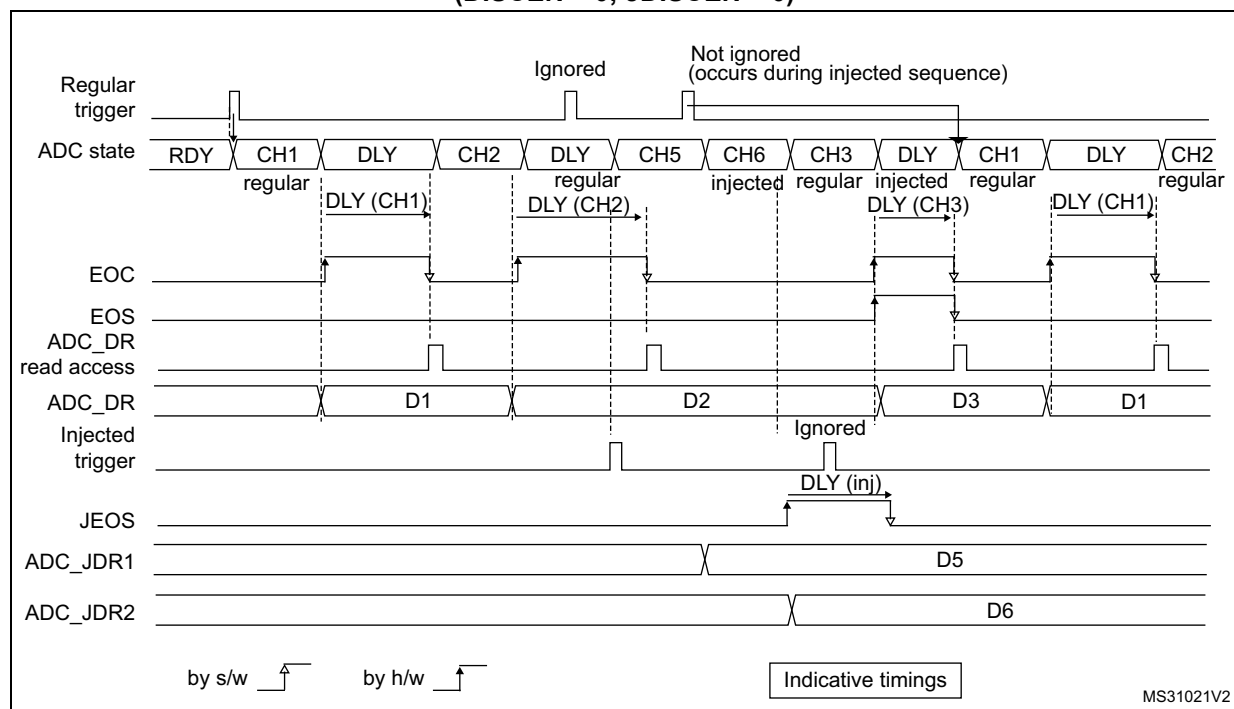 Regular
trigger
Ignored
Not ignored
(occurs during injected sequence)
ADC state
RDY CH1 DLY CH2 DLY CH5 CH6 CH3 DLY CH1 DLY CH2
regular regular injected regular injected regular regular
DLY (CH1) DLY (CH2) DLY (CH3) DLY (CH1)
EOC
EOS
ADC_DR
read access
ADC_DR D1 D2 D3 D1
Injected
trigger
Ignored
DLY (inj)
JEOS
ADC_JDR1 D5
ADC_JDR2 D6
by s/w by h/w Indicative timings
MS31021V2